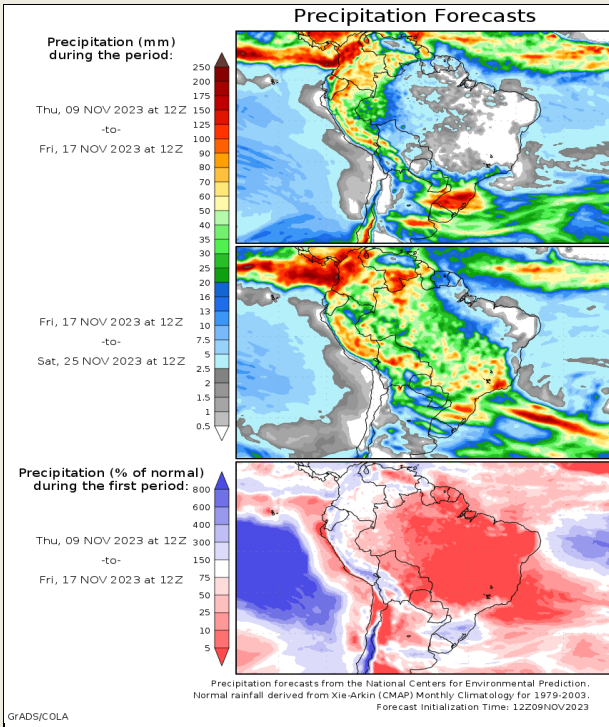 Precipitation Forecasts
Precipitation (mm)
during the period:
Thu, 09 NOV 2023 at 12Z
-to-
Fri, 17 NOV 2023 at 12Z
250
200
175
150
125
100
90
80
70
60
50
40
35
30
25
20
16
13
10
7.5
5
2.5
2
1.5
1
0.5
Fri, 17 NOV 2023 at 12Z
-to-
Sat, 25 NOV 2023 at 12Z
Precipitation (% of normal)
during the first period:
Thu, 09 NOV 2023 at 12Z
-to-
Fri, 17 NOV 2023 at 12Z
800
600
400
300
150
75
50
25
10
5
Precipitation forecasts from the National Centers for Environmental Prediction.
Normal rainfall derived from Xie-Arkin (CMAP) Monthly Climatology for 1979-2003.
Forecast Initialization Time: 12Z09NOV2023
GrADS/COLA